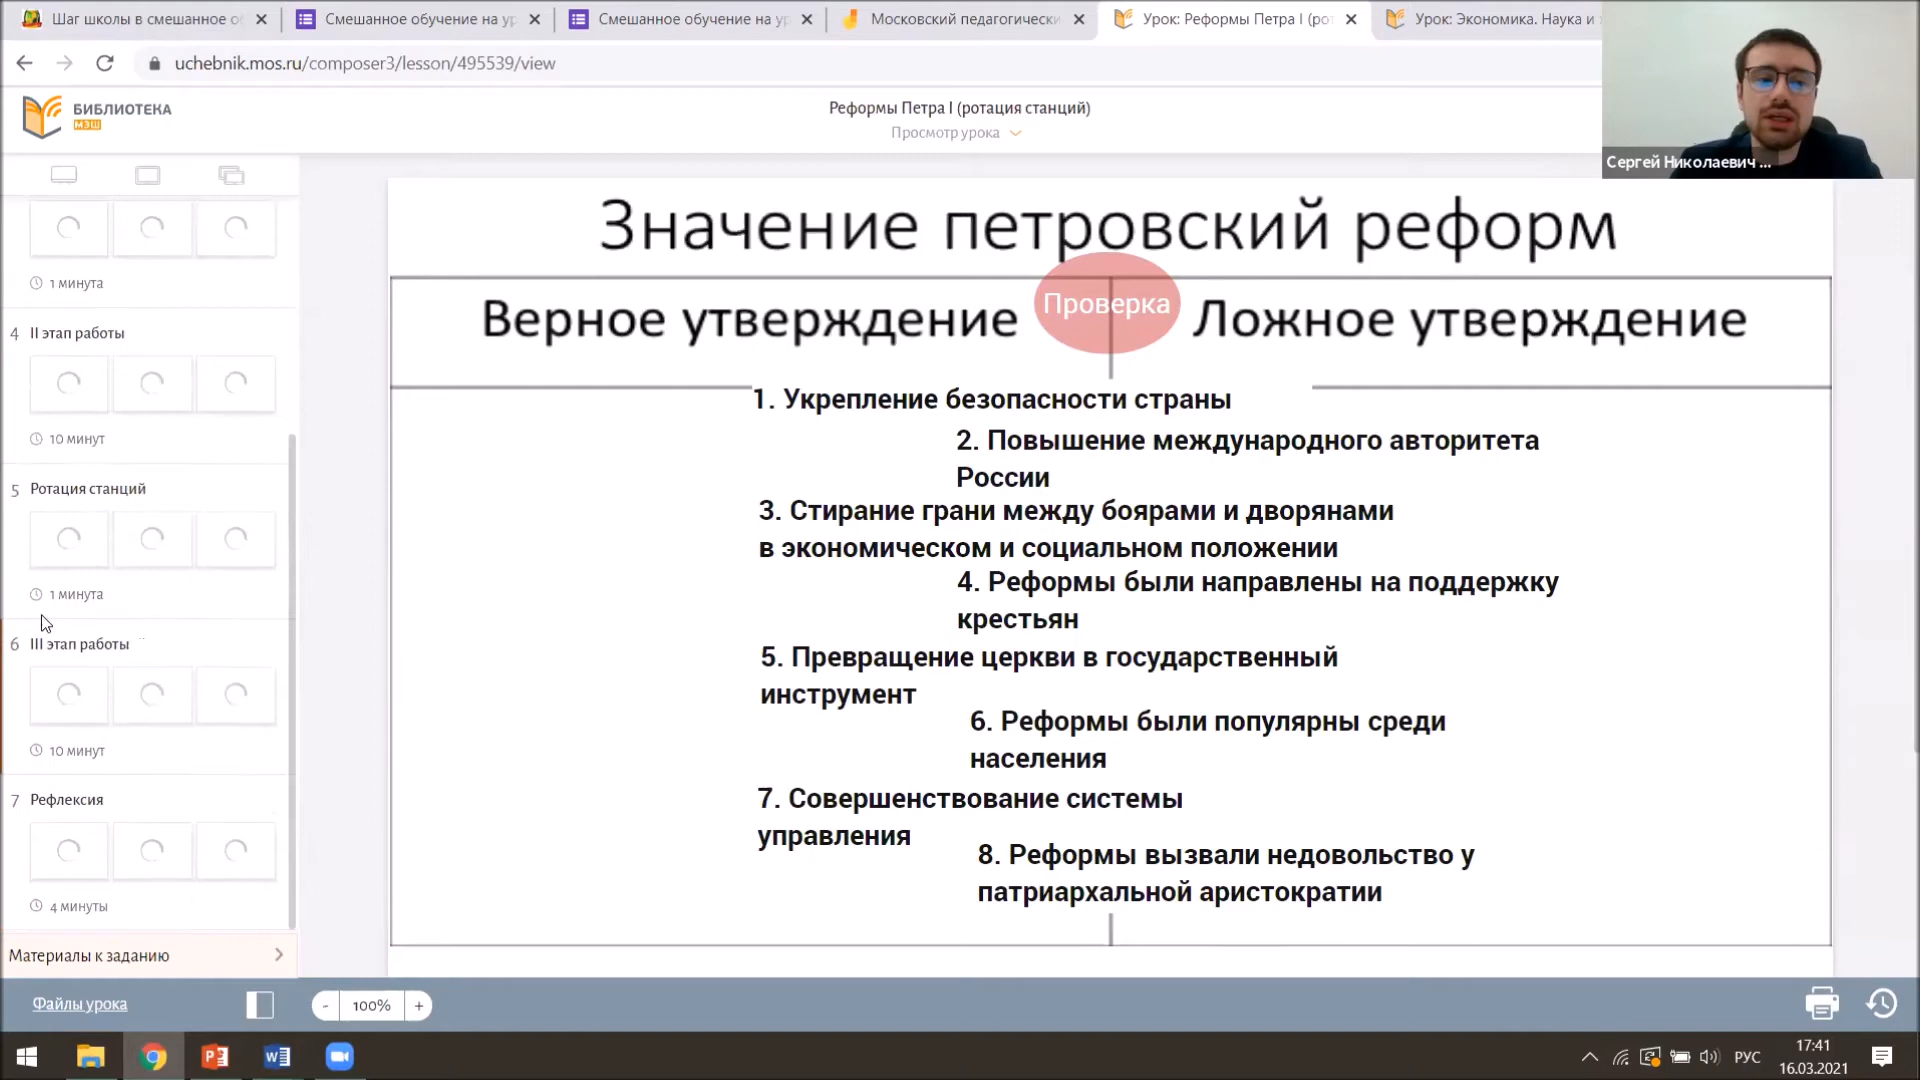 Шаг школы в смешанное о
Смешанное обучение на ур
Смешанное обучение на ур
Московский педагогически
Урок: Реформы Петра I (рот
Урок: Экономика. Наука и
uchebnik.mos.ru/composer3/lesson/495539/view
БИБЛИОТЕКА
МЭШ
Реформы Петра I (ротация станций)
Просмотр урока
Сергей Николаевич ...
1 минута
4 II этап работы
10 минут
5 Ротация станций
1 минута
6 III этап работы
10 минут
7 Рефлексия
4 минуты
Материалы к заданию
Значение петровский реформ
Верное утверждение
Проверка
Ложное утверждение
1. Укрепление безопасности страны
2. Повышение международного авторитета
России
3. Стирание грани между боярами и дворянами
в экономическом и социальном положении
4. Реформы были направлены на поддержку
крестьян
5. Превращение церкви в государственный
инструмент
6. Реформы были популярны среди
населения
7. Совершенствование системы
управления
8. Реформы вызвали недовольство у
патриархальной аристократии
Файлы урока
- 100% +
РУС
17:41
16.03.2021